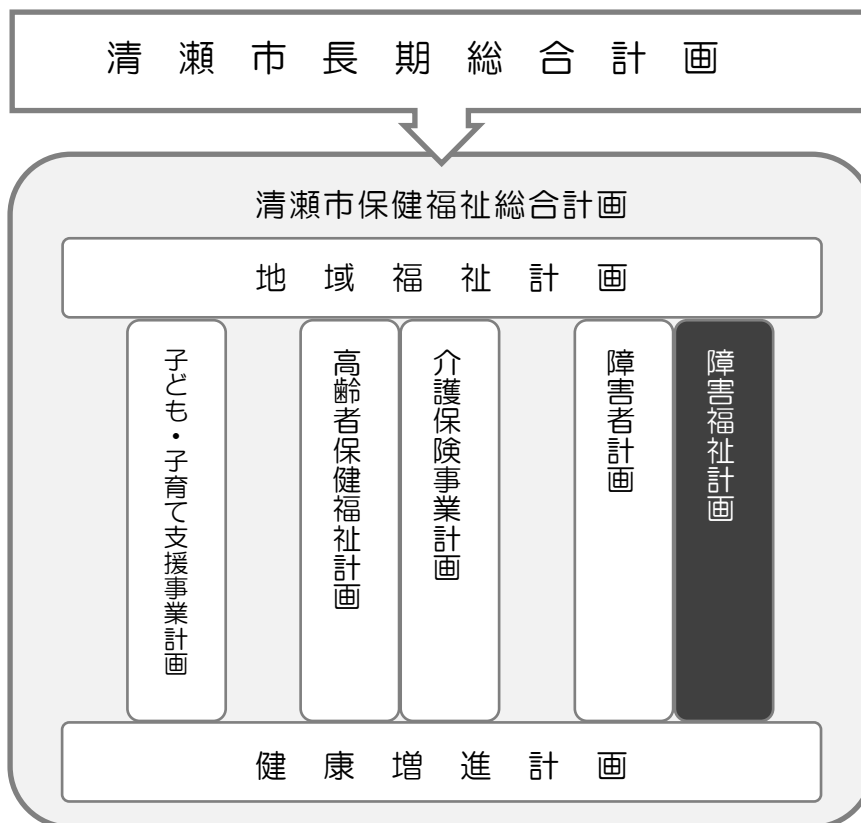 清瀬市長期総合計画
清瀬市保健福祉総合計画
地域福祉計画
子ども・子育て支援事業計画
高齢者保健福祉計画
介護保険事業計画
障害者計画
障害福祉計画
健康増進計画